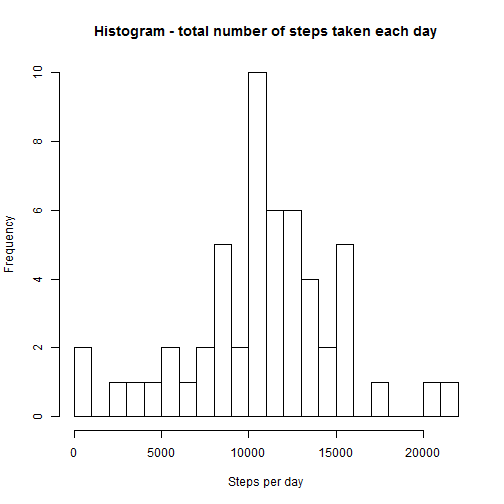 Histogram - total number of steps taken each day
Frequency
10
8
6
4
2
0
0 5000 10000 15000 20000
Steps per day